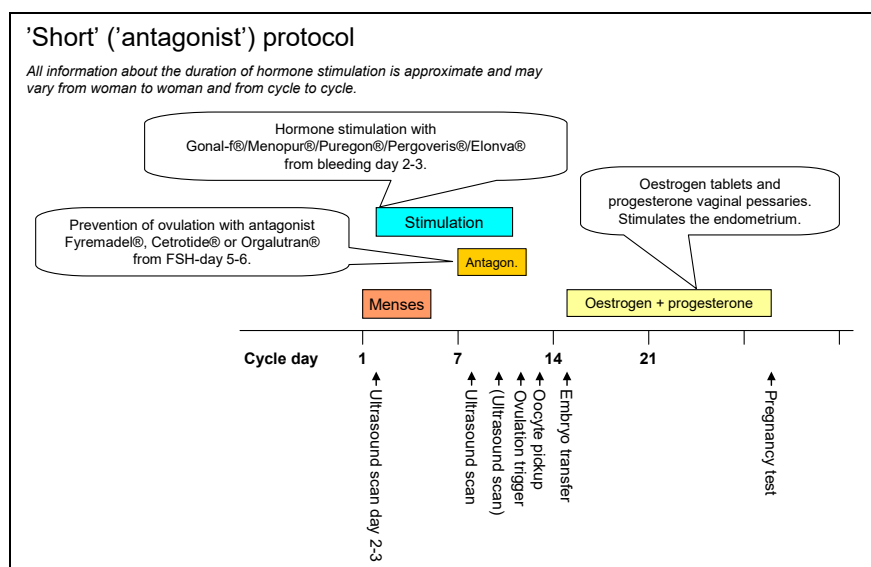 ’Short’ (’antagonist’) protocol
All information about the duration of hormone stimulation is approximate and may
vary from woman to woman and from cycle to cycle.
Hormone stimulation with
Gonal-f®/Menopur®/Puregon®/Pergoveris®/Elonva®
from bleeding day 2-3.
Oestrogen tablets and
progesterone vaginal pessaries.
Stimulates the endometrium.
Stimulation
Prevention of ovulation with antagonist
Fyremadel®, Cetrotide® or Orgalutran®
from FSH-day 5-6.
Antagon.
Menses
Oestrogen + progesterone
Cycle day 1 7 14 21
Ultrasound scan day 2-3
Ultrasound scan
(Ultrasound scan)
Ovulation trigger
Oocyte pickup
Embryo transfer
Pregnancy test